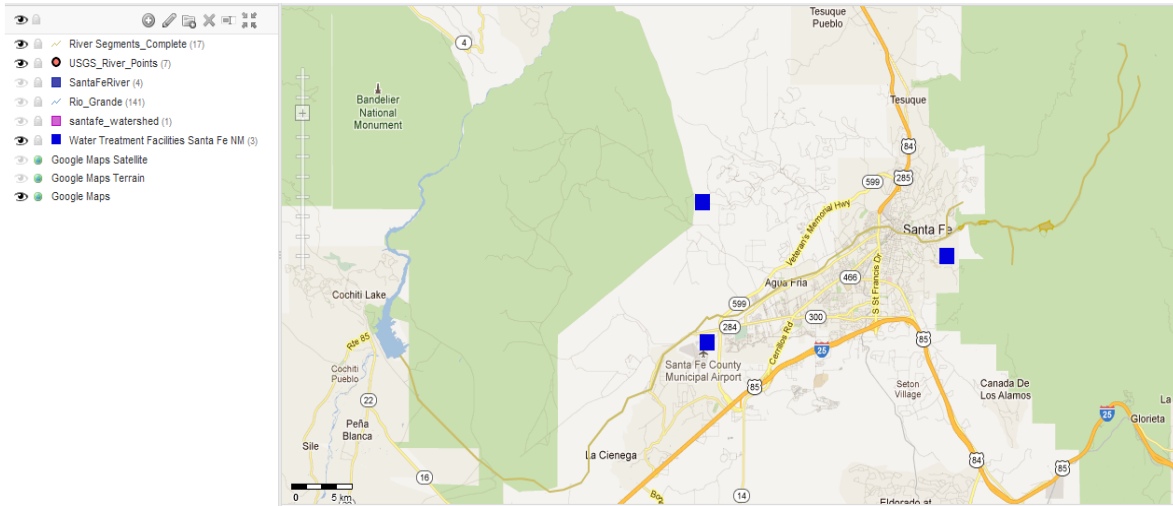 River Segments_Complete (17)
USGS_River_Points (7)
SantaFeRiver (4)
Rio_Grande (141)
santafe_watershed (1)
Water Treatment Facilities Santa Fe NM (3)
Google Maps Satellite
Google Maps Terrain
Google Maps
Tesuque
Pueblo
4
Bandelier
National
Monument
Tesuque
84
285
599
Veteran's Memorial Hwy
Santa Fe
466
Agua Fria
S St Francis Dr
Cochiti Lake
599
300
284
Cerrillos Rd
25
85
Rte 85
Santa Fe County
Municipal Airport
Cochiti
Pueblo
85
Seton
Village
Canada De
Los Alamos
22
25
La
Glorieta
Peña
Blanca
Sile
La Cienega
84
85
16
14
0 5 km
Eldorado at